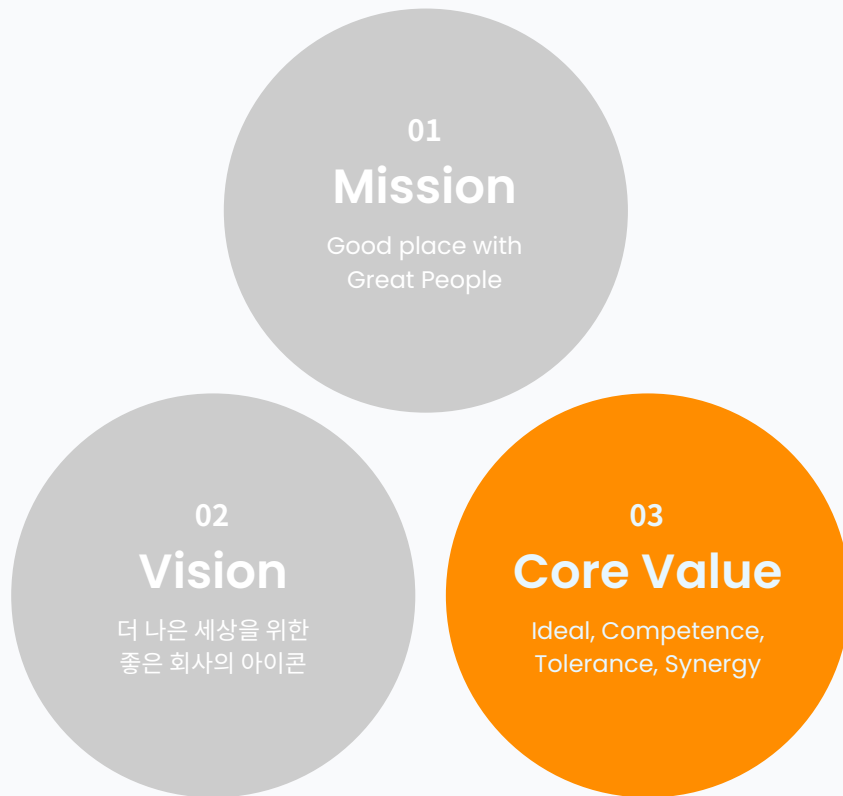 01
Mission
Good place with
Great People
02
Vision
더 나은 세상을 위한
좋은 회사의 아이콘
03
Core Value
Ideal, Competence,
Tolerance, Synergy